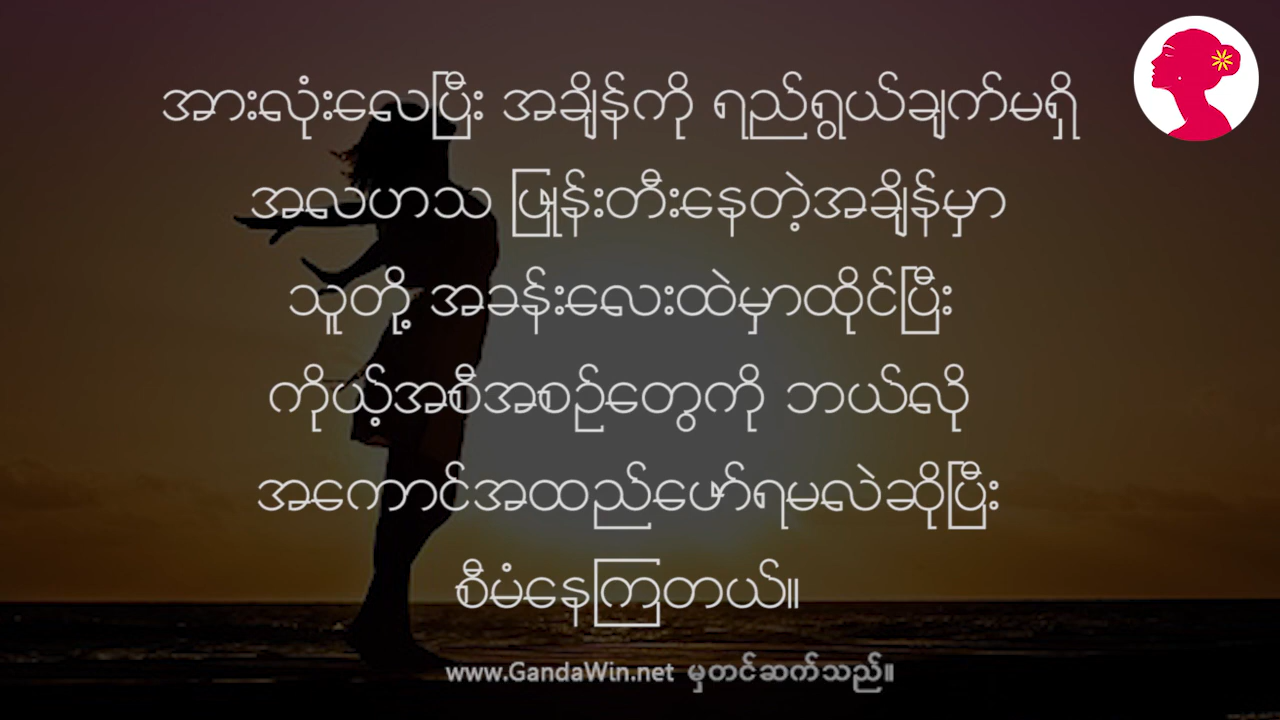 အားလုံးလေပြီး အချိန်ကို ရည်ရွယ်ချက်မရှိ
အလဟသ ဖြုန်းတီးနေတဲ့အချိန်မှာ
သူတို့ အခန်းလေးထဲမှာထိုင်ပြီး
ကိုယ့်အစီအစဉ်တွေကို ဘယ်လို
အကောင်အထည်ဖော်ရမလဲဆိုပြီး
စီမံနေကြတယ်။
www.GandaWin.net မှတင်ဆက်သည်။